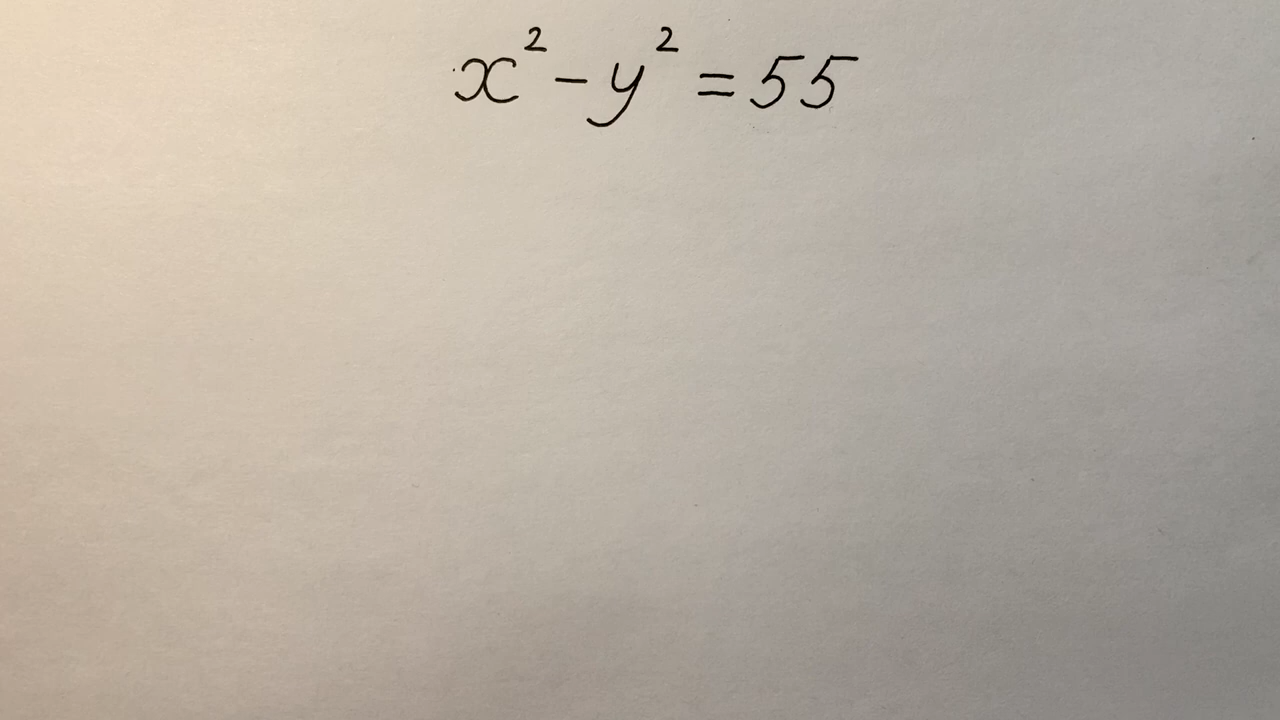 x² - y² = 55